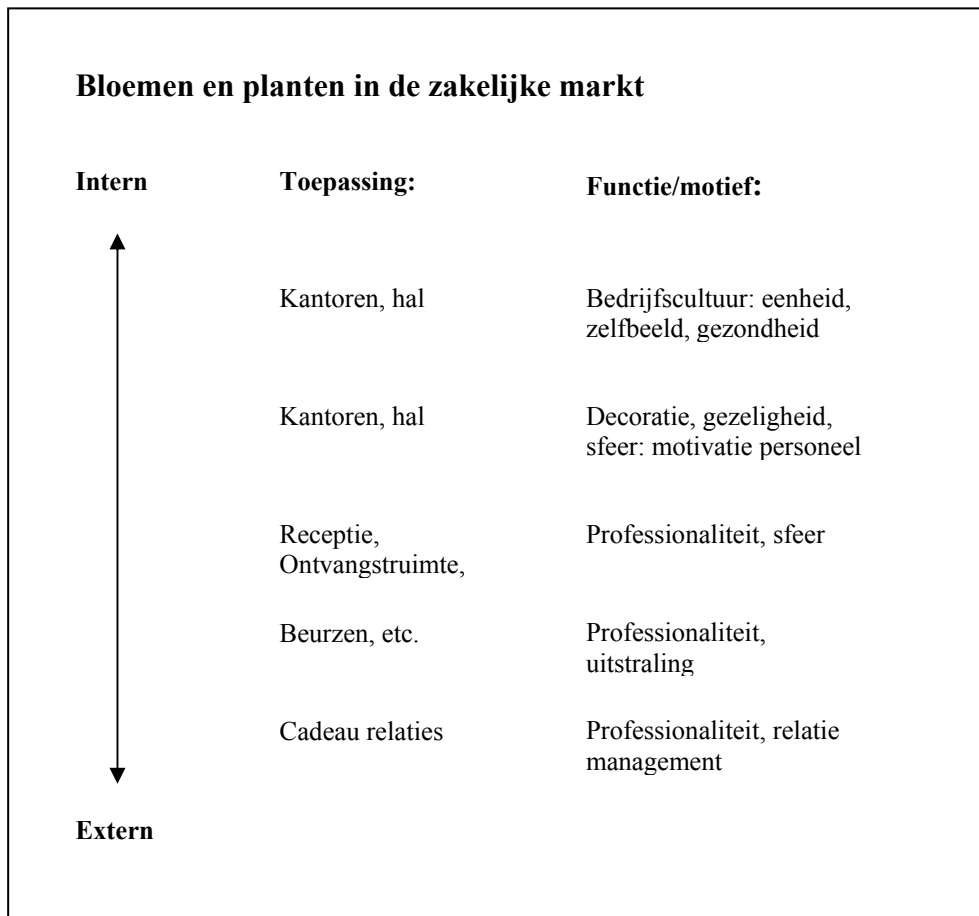 Bloemen en planten in de zakelijke markt
Intern Toepassing: Functie/motief:
Kantoren, hal Bedrijfscultuur: eenheid,
zelfbeeld, gezondheid
Kantoren, hal Decoratie, gezeligheid,
sfeer: motivatie personeel
Receptie, Professionaliteit, sfeer
Ontvangstruimte,
Beurzen, etc. Professionaliteit,
uitstraling
Cadeau relaties Professionaliteit, relatie
management
Extern